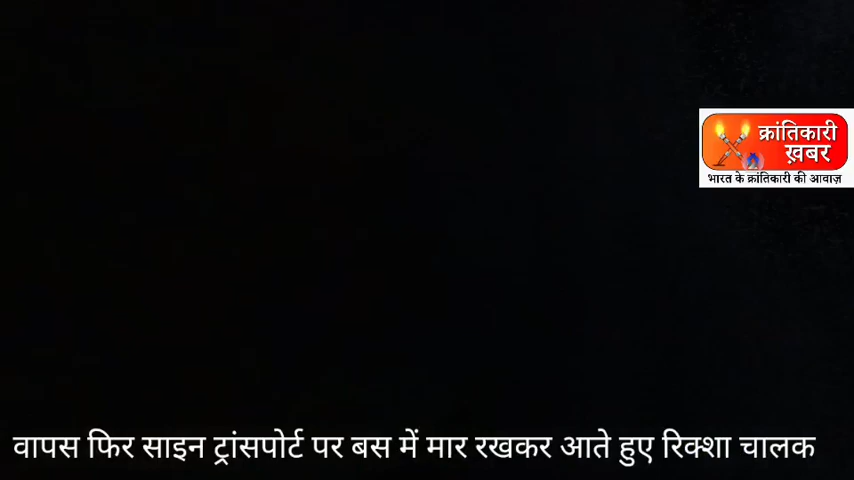 क्रांतिकारी
ख़बर
भारत के क्रांतिकारी की आवाज़
वापस फिर साइन ट्रांसपोर्ट पर बस में मार रखकर आते हुए रिक्शा चालक